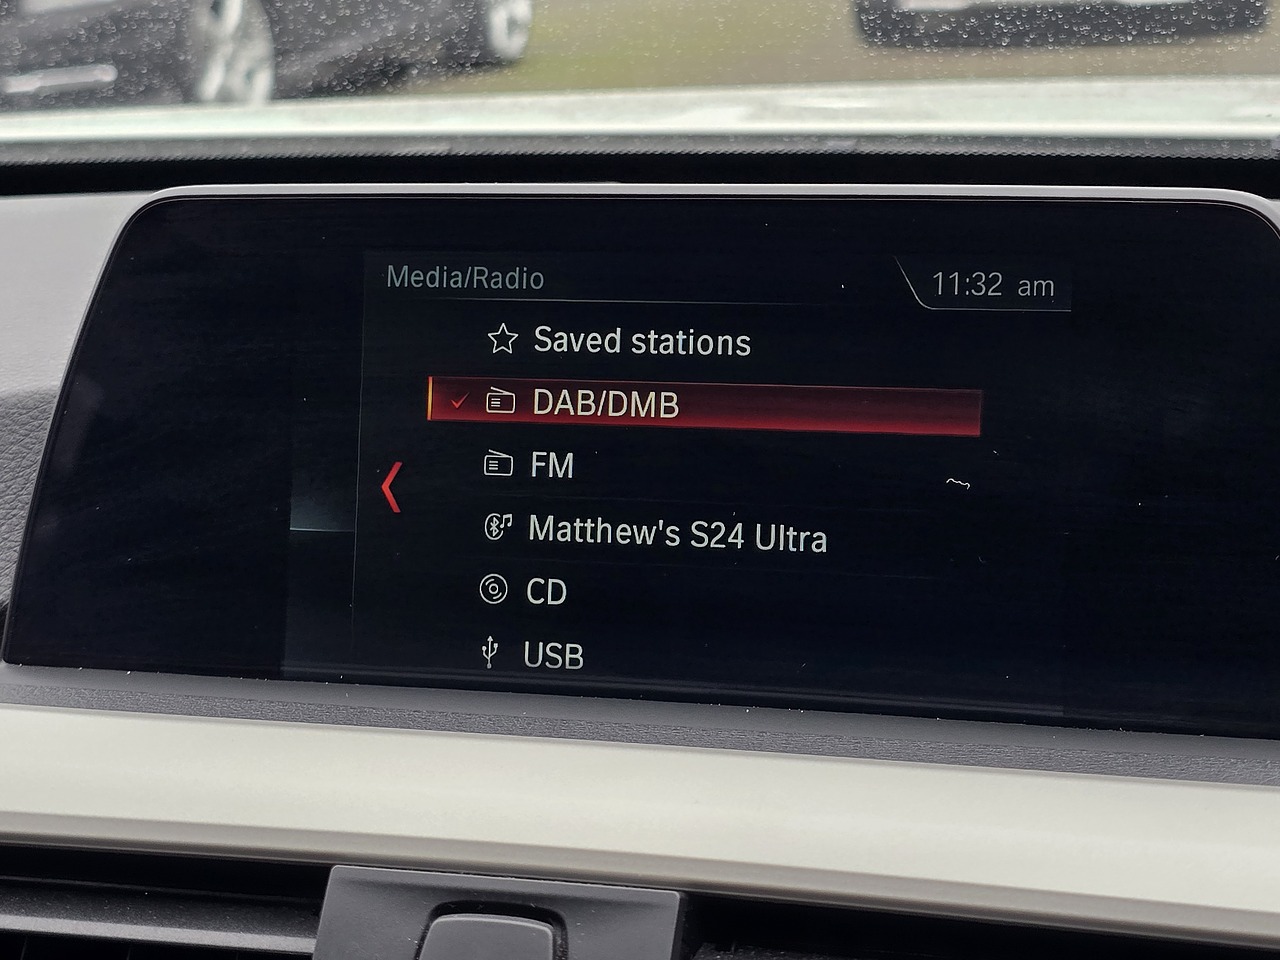 Media/Radio
11:32 am
Saved stations
DAB/DMB
FM
Matthew's S24 Ultra
CD
USB